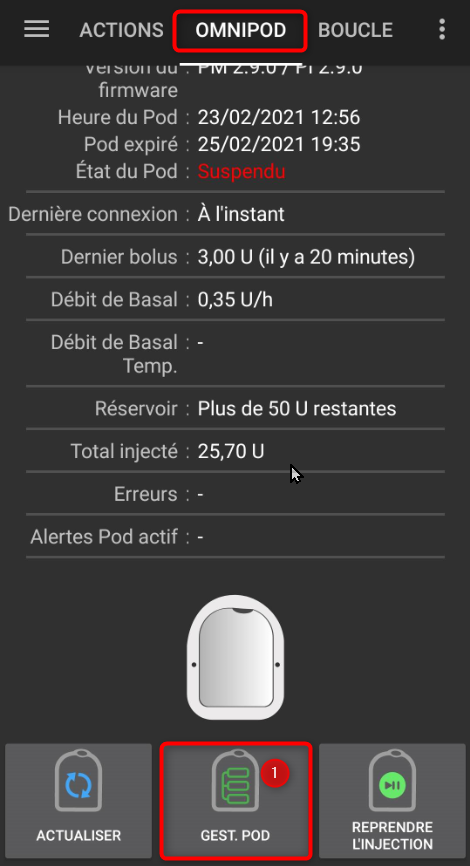 ACTIONS OMNIPOD BOUCLE
Version du : PM 2.9.0 / PI 2.9.0
firmware
Heure du Pod : 23/02/2021 12:56
Pod expiré : 25/02/2021 19:35
État du Pod : Suspendu
Dernière connexion : À l'instant
Dernier bolus : 3,00 U (il y a 20 minutes)
Débit de Basal : 0,35 U/h
Débit de Basal : -
Temp.
Réservoir : Plus de 50 U restantes
Total injecté : 25,70 U
Erreurs : -
Alertes Pod actif : -
1
ACTUALISER
GEST. POD
REPRENDRE
L'INJECTION